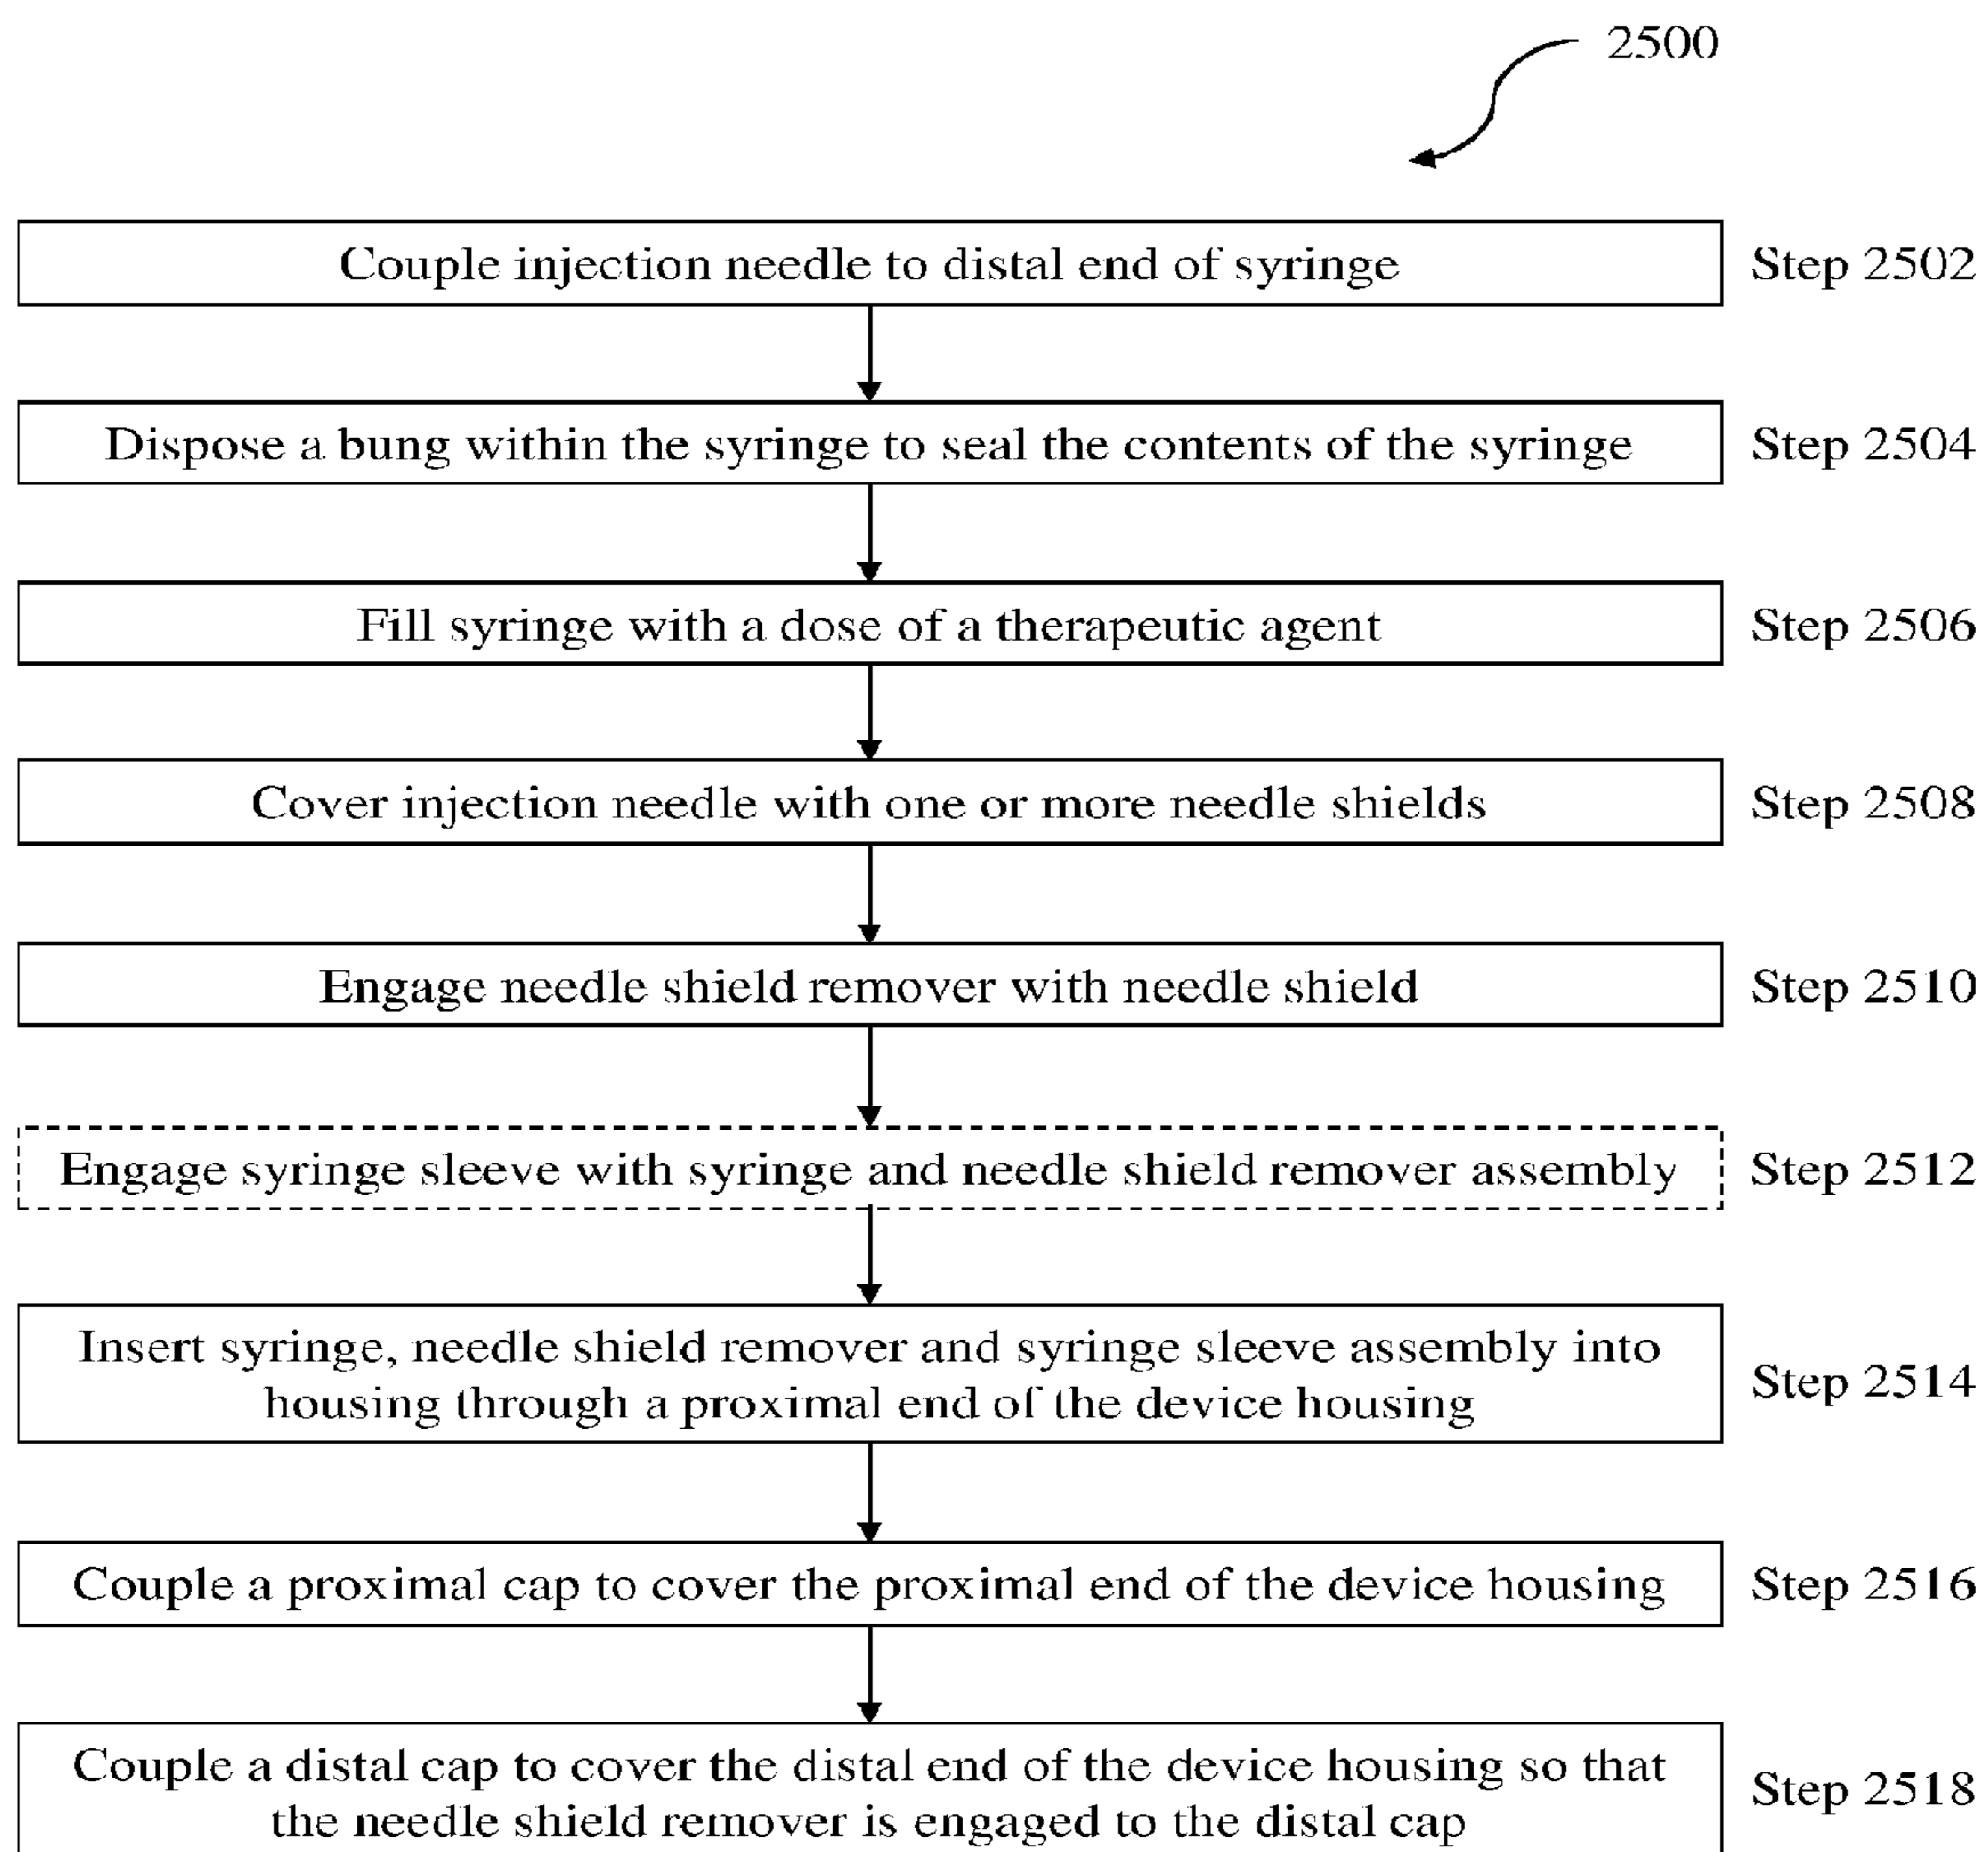 2500
Couple injection needle to distal end of syringe
Step 2502
Dispose a bung within the syringe to seal the contents of the syringe
Step 2504
Fill syringe with a dose of a therapeutic agent
Step 2506
Cover injection needle with one or more needle shields
Step 2508
Engage needle shield remover with needle shield
Step 2510
Engage syringe sleeve with syringe and needle shield remover assembly
Step 2512
Insert syringe, needle shield remover and syringe sleeve assembly into
housing through a proximal end of the device housing
Step 2514
Couple a proximal cap to cover the proximal end of the device housing
Step 2516
Couple a distal cap to cover the distal end of the device housing so that
the needle shield remover is engaged to the distal cap
Step 2518